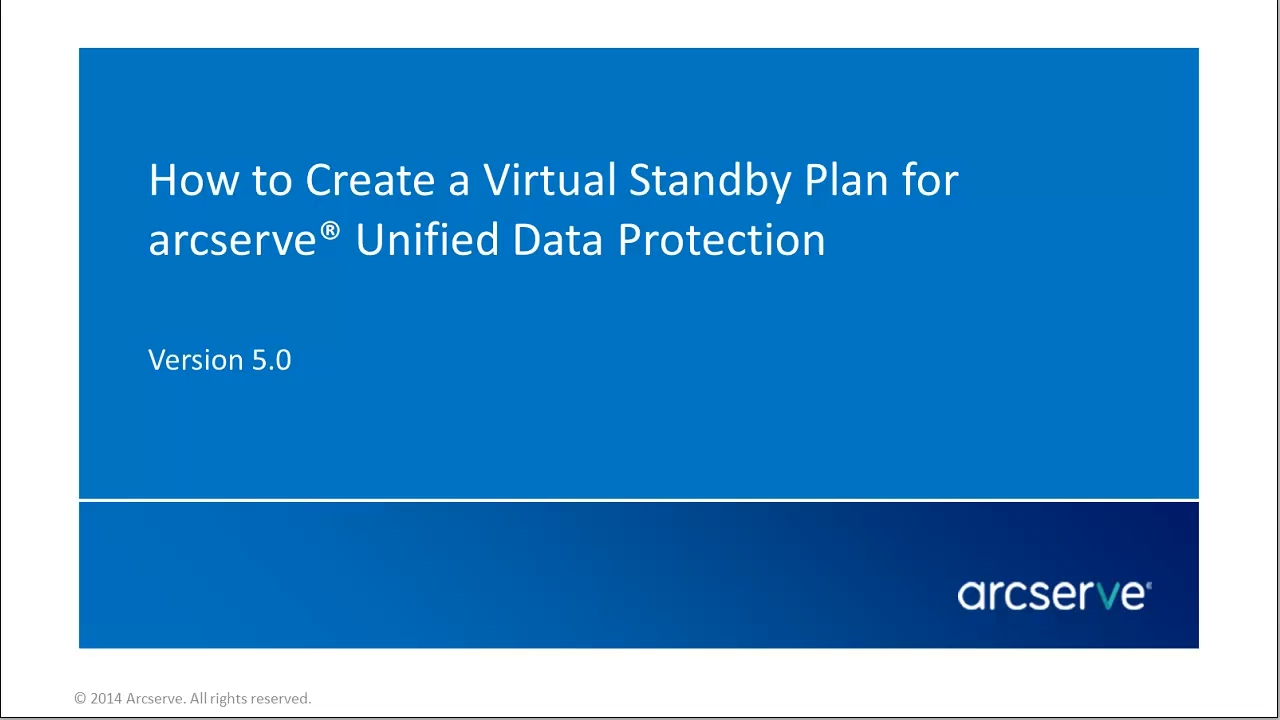 How to Create a Virtual Standby Plan for
arcserve® Unified Data Protection
Version 5.0
arcserve®
© 2014 Arcserve. All rights reserved.